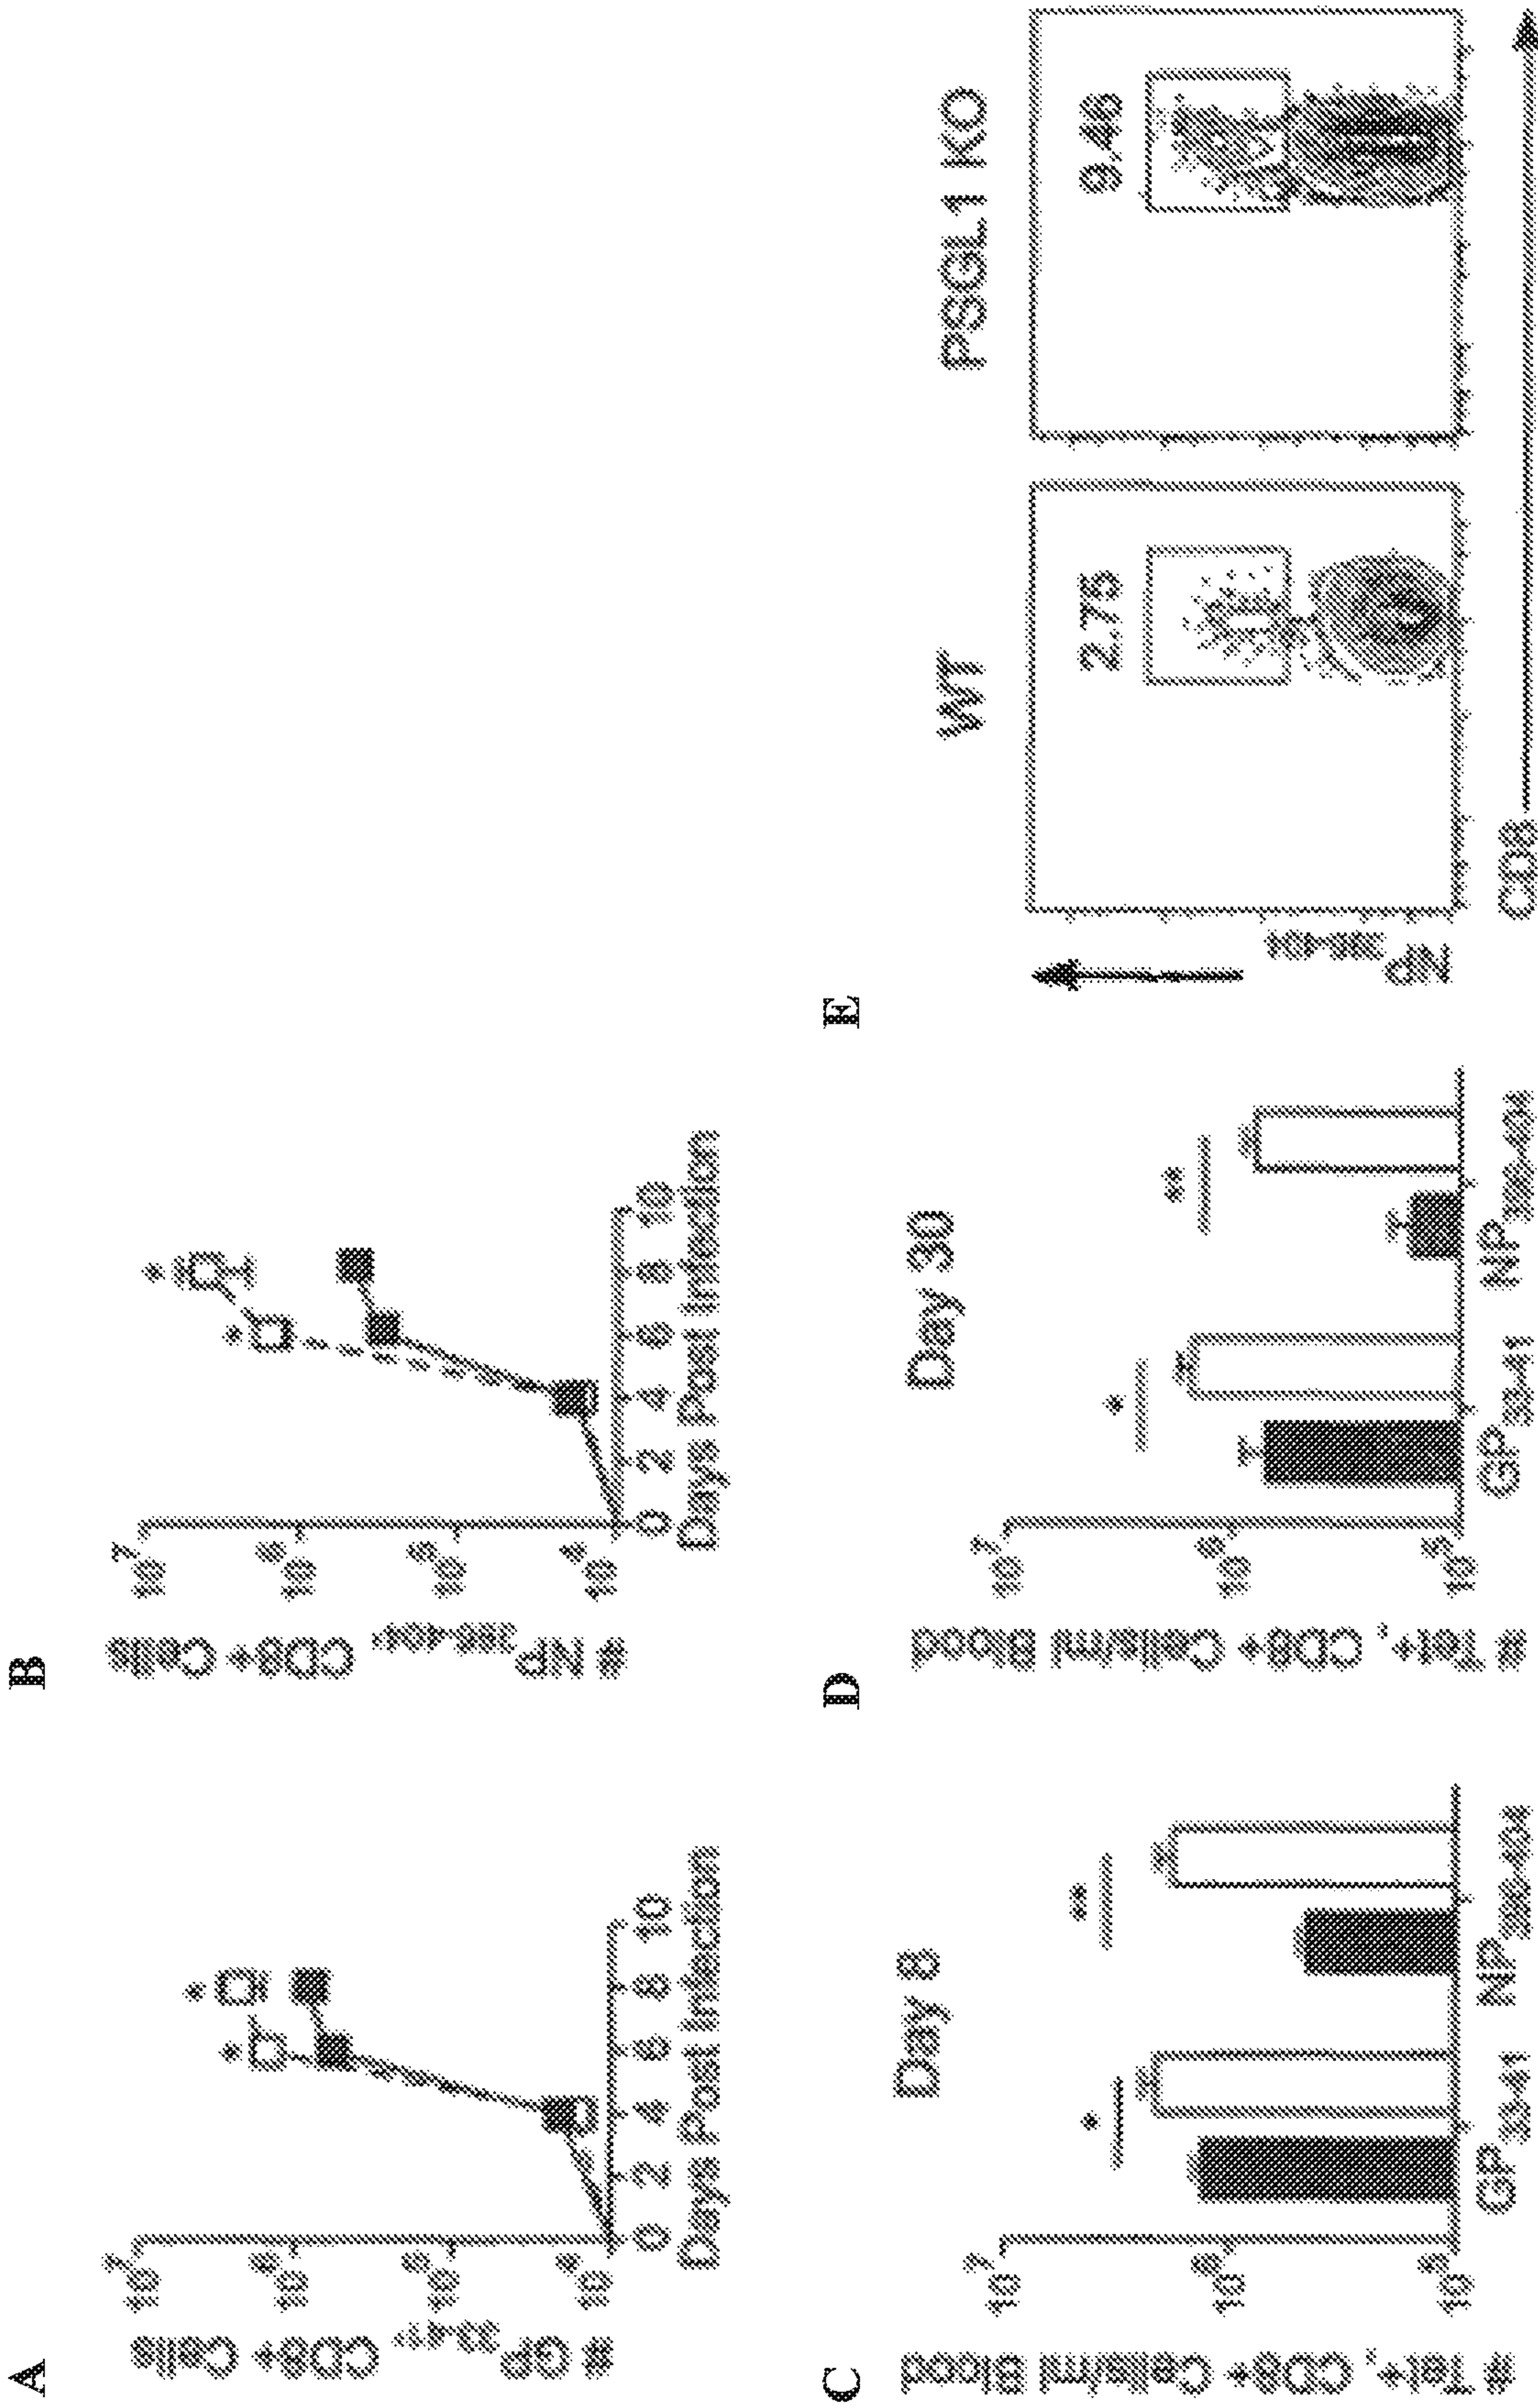 A
# GP33-41+, CD8+ Cells
10^7
10^6
10^5
10^4
0 2 4 6 8 10
Days Post Infection
*
*
B
# NP396-404+, CD8+ Cells
10^7
10^6
10^5
10^4
0 2 4 6 8 10
Days Post Infection
*
*
C
Day 8
# Tet+, CD8+ Cells/ml Blood
10^7
10^6
10^5
*
**
GP33-41
NP396-404
D
Day 30
# Tet+, CD8+ Cells/ml Blood
10^7
10^6
10^5
*
**
GP33-41
NP396-404
E
WT
PSGL1 KO
2.75
9.46
NP396-404
CD8